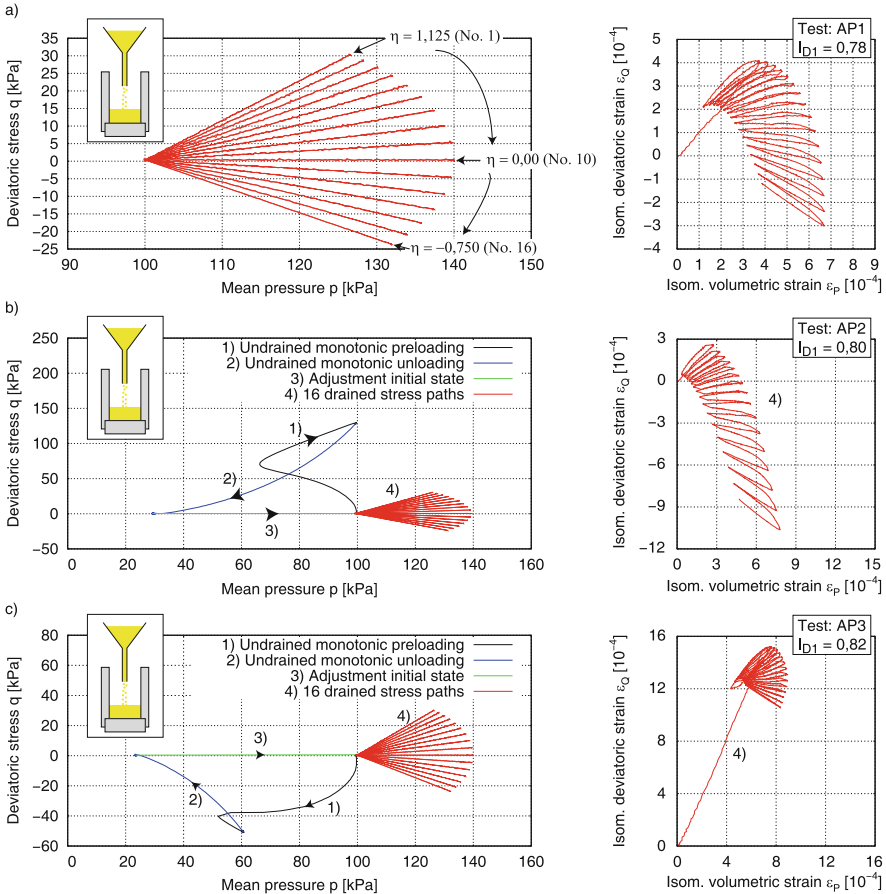 a)
Deviatoric stress q [kPa]
35
30
25
20
15
10
5
0
−5
−10
−15
−20
−25
90 100 110 120 130 140 150
Mean pressure p [kPa]
η = 1,125 (No. 1)
η = 0,00 (No. 10)
η = −0,750 (No. 16)
Test: AP1
I_D1 = 0,78
Isom. deviatoric strain ε_Q [10⁻⁴]
5
4
3
2
1
0
−1
−2
−3
−4
0 1 2 3 4 5 6 7 8 9
Isom. volumetric strain ε_P [10⁻⁴]
b)
Deviatoric stress q [kPa]
250
200
150
100
50
0
−50
0 20 40 60 80 100 120 140 160
Mean pressure p [kPa]
1) Undrained monotonic preloading
2) Undrained monotonic unloading
3) Adjustment initial state
4) 16 drained stress paths
1)
2)
3)
4)
Test: AP2
I_D1 = 0,80
Isom. deviatoric strain ε_Q [10⁻⁴]
3
0
−3
−6
−9
−12
0 3 6 9 12 15
4)
Isom. volumetric strain ε_P [10⁻⁴]
c)
Deviatoric stress q [kPa]
80
60
40
20
0
−20
−40
−60
0 20 40 60 80 100 120 140 160
Mean pressure p [kPa]
1) Undrained monotonic preloading
2) Undrained monotonic unloading
3) Adjustment initial state
4) 16 drained stress paths
3)
4)
2)
1)
Test: AP3
I_D1 = 0,82
Isom. deviatoric strain ε_Q [10⁻⁴]
16
12
8
4
0
0 4 8 12 16
4)
Isom. volumetric strain ε_P [10⁻⁴]